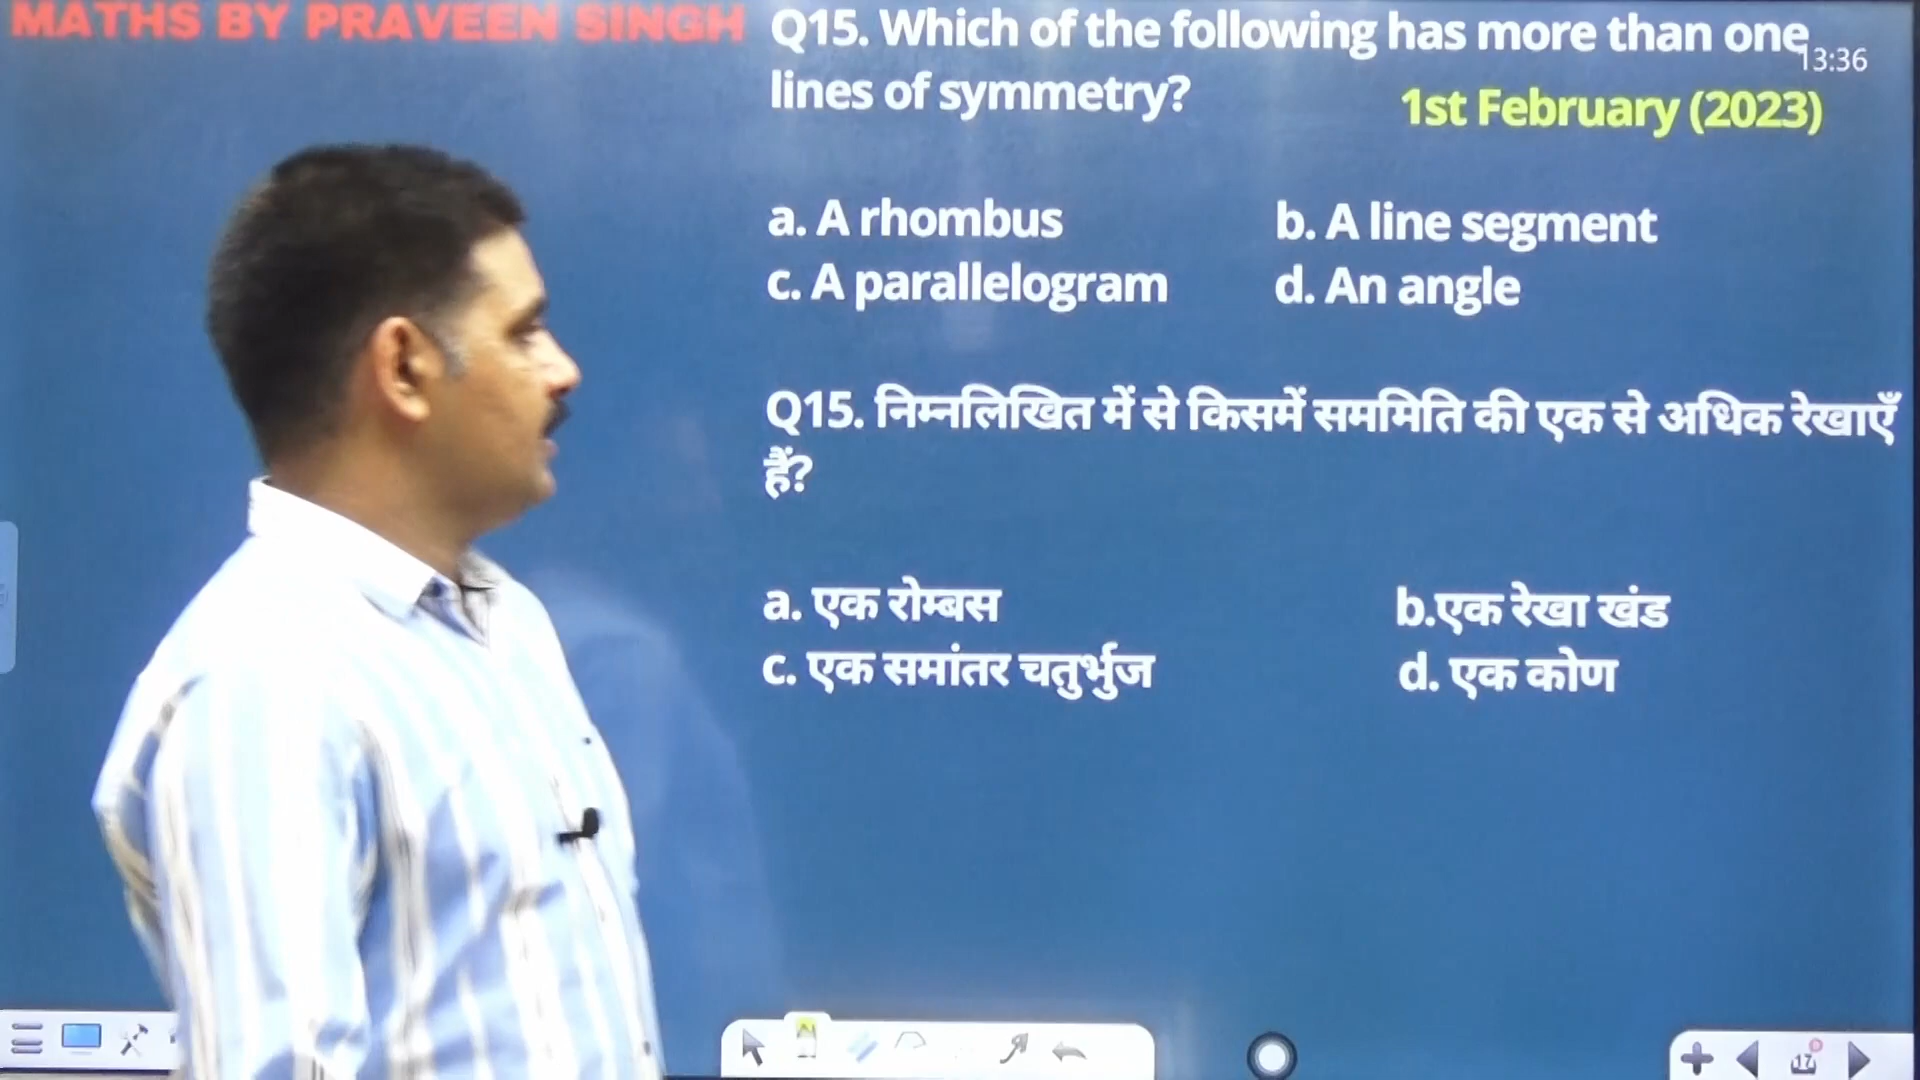 MATHS BY PRAVEEN SINGH
Q15. Which of the following has more than one
13:36
lines of symmetry?
1st February (2023)
a. A rhombus
b. A line segment
c. A parallelogram
d. An angle
Q15. निम्नलिखित में से किसमें सममिति की एक से अधिक रेखाएँ
हैं?
a. एक रोम्बस
b.एक रेखा खंड
c. एक समांतर चतुर्भुज
d. एक कोण
17